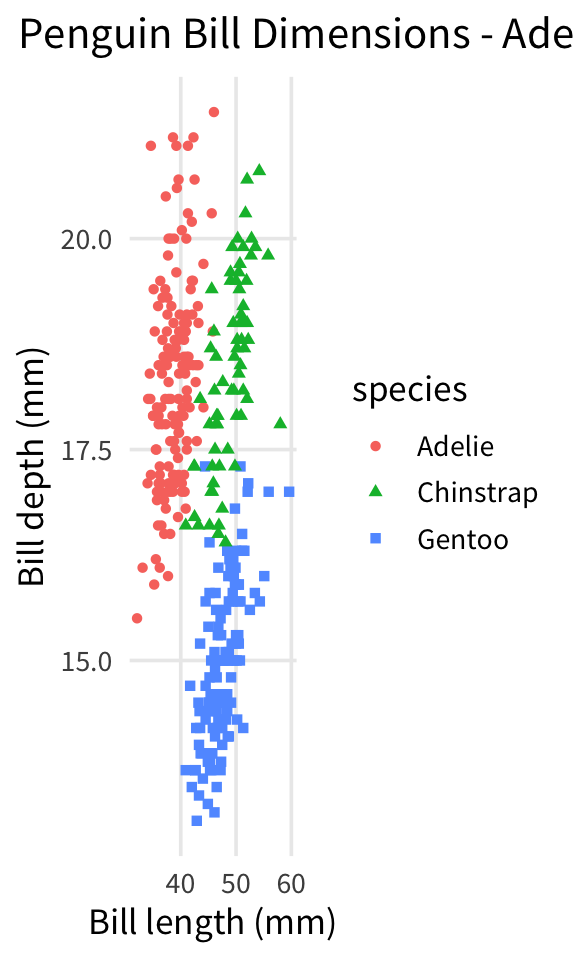 Penguin Bill Dimensions - Ade
Bill depth (mm)
20.0
17.5
15.0
40 50 60
Bill length (mm)
species
Adelie
Chinstrap
Gentoo